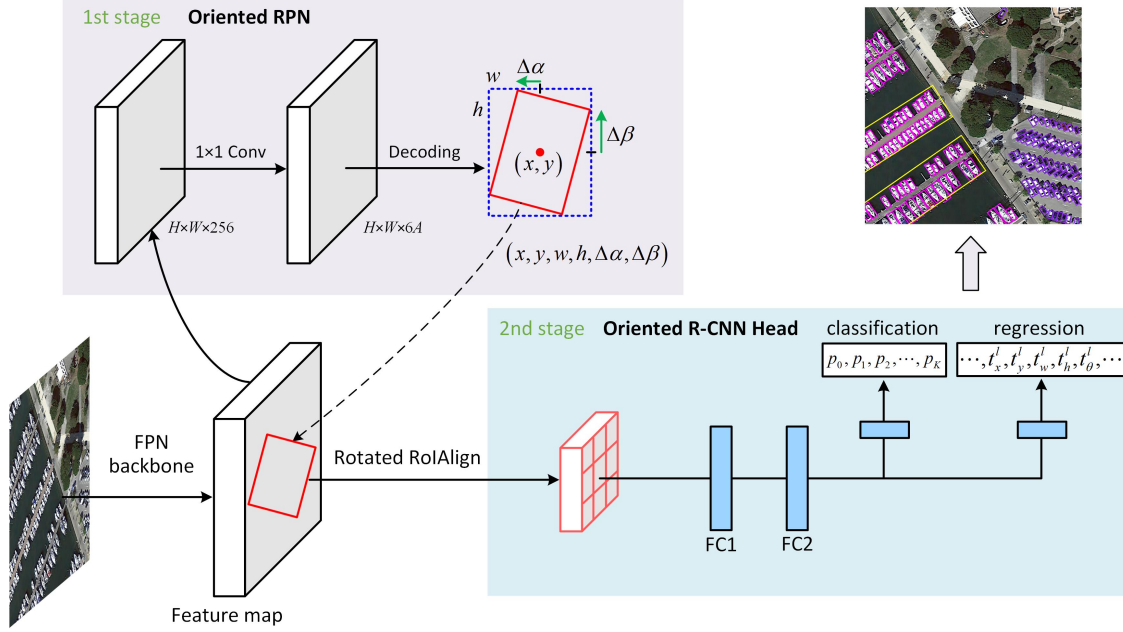 1st stage Oriented RPN
w
Δα
h
Δβ
(x, y)
1×1 Conv
Decoding
H×W×256
H×W×6A
(x, y, w, h, Δα, Δβ)
2nd stage Oriented R-CNN Head
classification
regression
p₀, p₁, p₂, ⋯, p_K
⋯, t_x^l, t_y^l, t_w^l, t_h^l, t_θ^l, ⋯
FPN
backbone
Rotated RoIAlign
FC1
FC2
Feature map